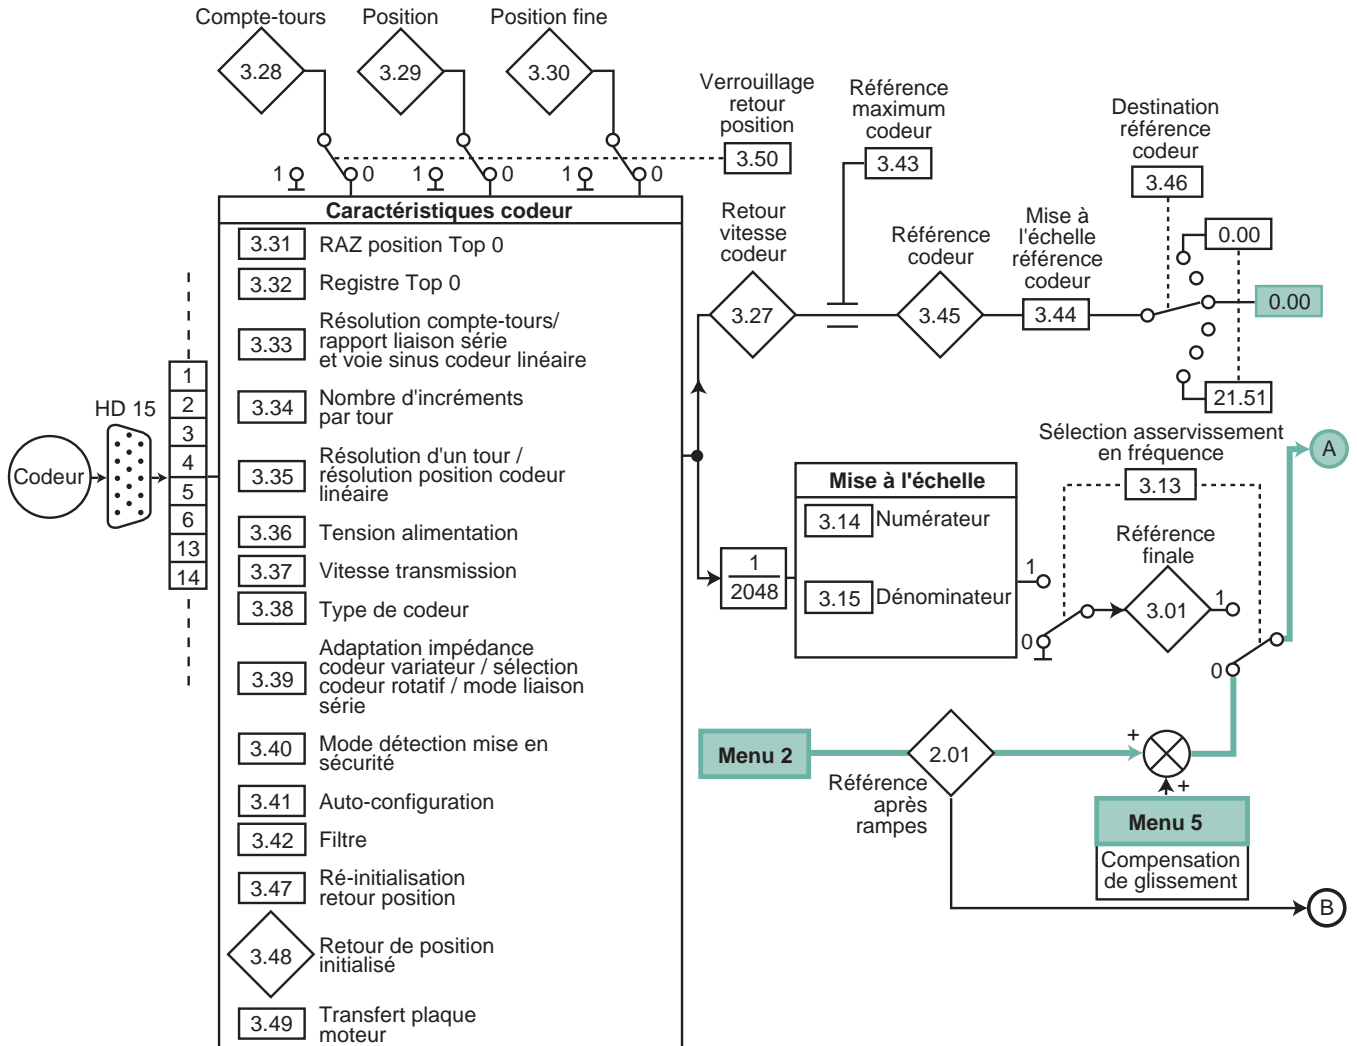 Compte-tours
Position
Position fine
3.28
3.29
3.30
Verrouillage
retour
position
3.50
Référence
maximum
codeur
3.43
Destination
référence
codeur
3.46
1
0
1
0
1
0
Caractéristiques codeur
3.31 RAZ position Top 0
3.32 Registre Top 0
3.33
Résolution compte-tours/
rapport liaison série
et voie sinus codeur linéaire
3.34
Nombre d'incréments
par tour
3.35
Résolution d'un tour /
résolution position codeur
linéaire
3.36 Tension alimentation
3.37 Vitesse transmission
3.38 Type de codeur
3.39
Adaptation impédance
codeur variateur / sélection
codeur rotatif / mode liaison
série
3.40
Mode détection mise en
sécurité
3.41 Auto-configuration
3.42 Filtre
3.47
Ré-initialisation
retour position
3.48
Retour de position
initialisé
3.49
Transfert plaque
moteur
Codeur
HD 15
1
2
3
4
5
6
13
14
Retour
vitesse
codeur
3.27
Référence
codeur
3.45
Mise à
l'échelle
référence
codeur
3.44
0.00
0.00
21.51
Sélection asservissement
en fréquence
3.13
A
1
2048
Mise à l'échelle
3.14 Numérateur
3.15 Dénominateur
1
0
Référence
finale
3.01
1
0
Menu 2
2.01
Référence
après
rampes
+
+
Menu 5
Compensation
de glissement
B